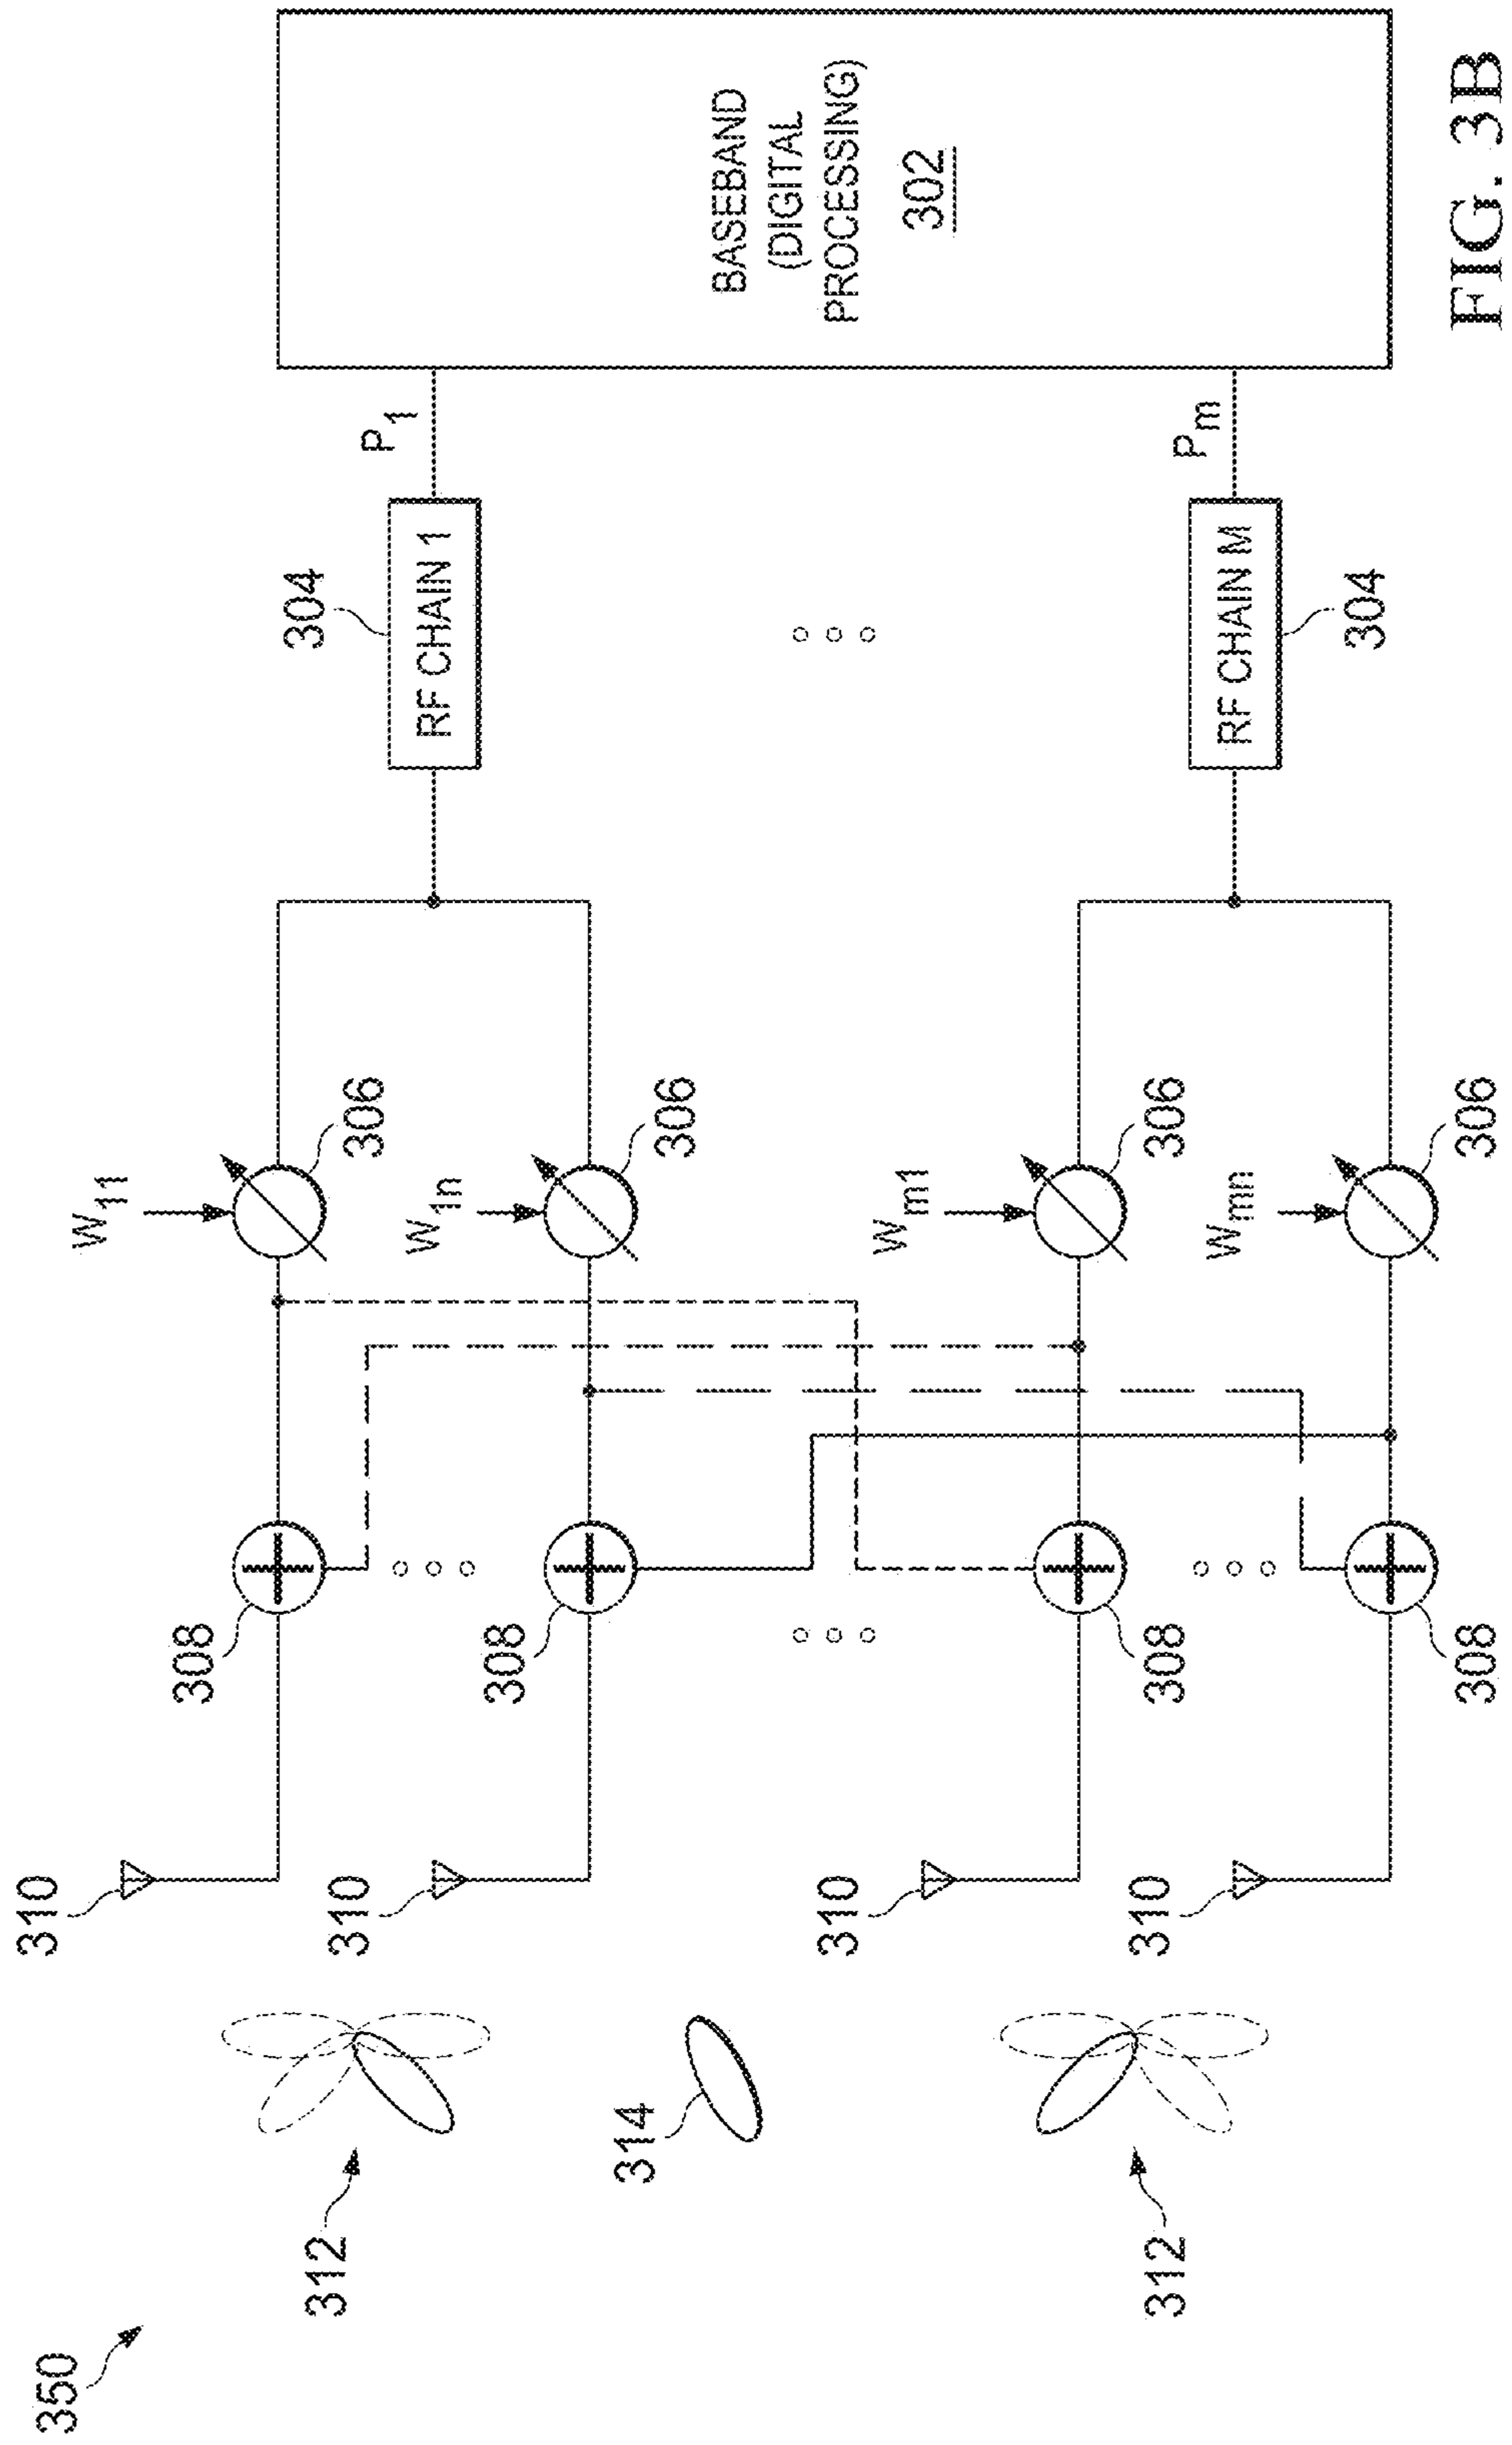 350
312
314
312
310
310
310
310
308
308
308
308
W11
W1n
Wm1
Wmn
306
306
306
306
304
RF CHAIN 1
RF CHAIN M
304
P1
Pm
BASEBAND
(DIGITAL
PROCESSING)
302
FIG. 3B